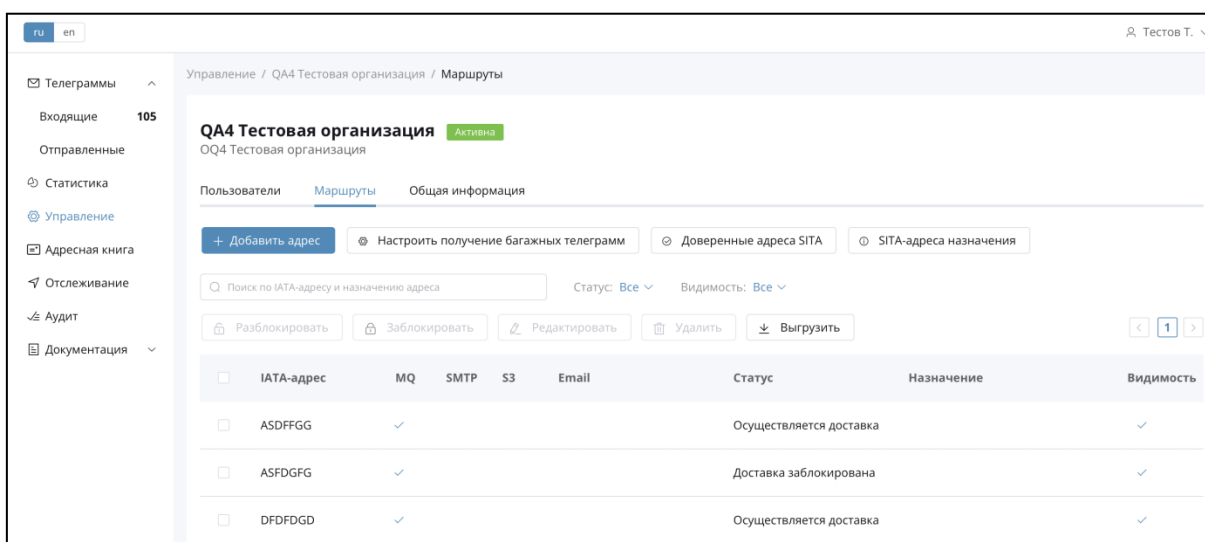 ru en Тестов Т.
Управление / QA4 Тестовая организация / Маршруты
Телеграммы
Входящие 105
Отправленные
Статистика
Управление
Адресная книга
Отслеживание
Аудит
Документация
QA4 Тестовая организация Активна
OQ4 Тестовая организация
Пользователи Маршруты Общая информация
+ Добавить адрес Настроить получение багажных телеграмм Доверенные адреса SITA SITA-адреса назначения
Поиск по IATA-адресу и назначению адреса Статус: Все Видимость: Все
Разблокировать Заблокировать Редактировать Удалить Выгрузить < 1 >
IATA-адрес MQ SMTP S3 Email Статус Назначение Видимость
ASDFFGG Осуществляется доставка
ASFDGFG Доставка заблокирована
DFDFDGD Осуществляется доставка